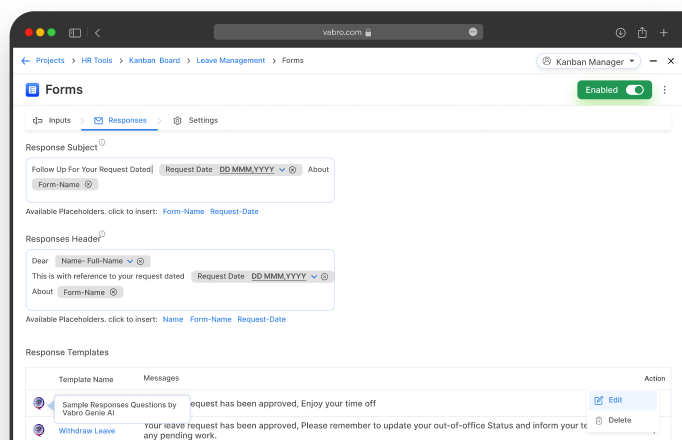 vabro.com
Projects > HR Tools > Kanban Board > Leave Management > Forms
Kanban Manager
Forms
Enabled
Inputs > Responses > Settings
Response Subject
Follow Up For Your Request Dated Request Date DD MMM,YYYY About
Form-Name
Available Placeholders. click to insert: Form-Name Request-Date
Responses Header
Dear Name- Full-Name
This is with reference to your request dated Request Date DD MMM,YYYY
About Form-Name
Available Placeholders. click to insert: Name Form-Name Request-Date
Response Templates
Template Name Messages Action
Sample Responses Questions by
Vabro Genie AI
request has been approved, Enjoy your time off
Edit
Delete
Withdraw Leave
Your leave request has been approved, Please remember to update your out-of-office Status and inform your
any pending work.